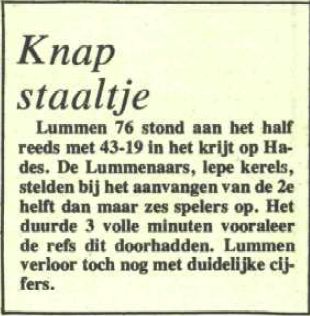 Knap
staaltje
Lummen 76 stond aan het half
reeds met 43-19 in het krijt op Ha-
des. De Lummenaars, lepe kerels,
stelden bij het aanvangen van de 2e
helft dan maar zes spelers op. Het
duurde 3 volle minuten vooraleer
de refs dit doorhadden. Lummen
verloor toch nog met duidelijke cij-
fers.